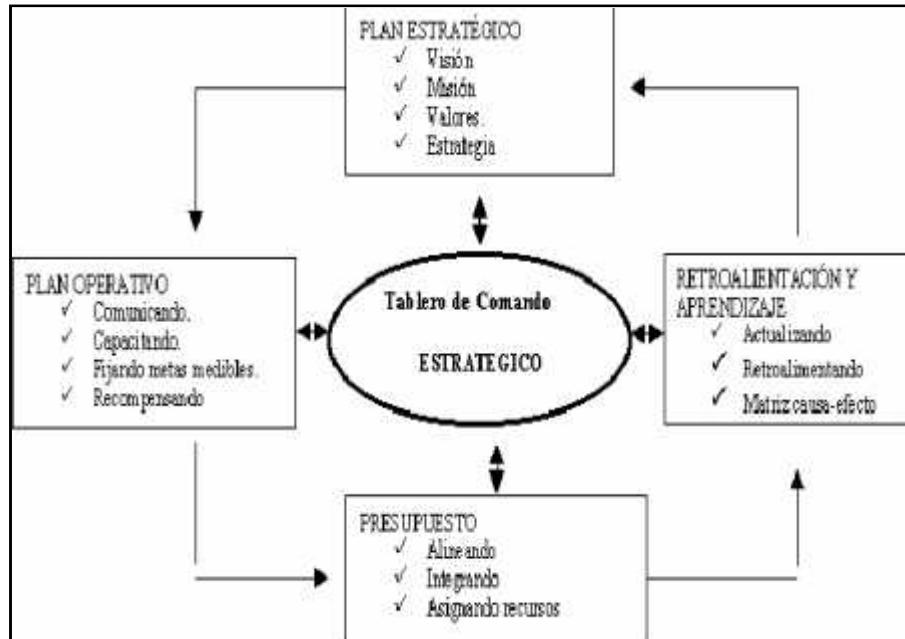 PLAN ESTRATÉGICO
✓ Visión
✓ Misión
✓ Valores.
✓ Estrategia
PLAN OPERATIVO
✓ Comunicando.
✓ Capacitando.
✓ Fijando metas medibles.
✓ Recompensando
Tablero de Comando
ESTRATEGICO
RETROALIENTACIÓN Y
APRENDIZAJE
✓ Actualizando
✓ Retroalimentando
✓ Matriz causa-efecto
PRESUPUESTO
✓ Alineando
✓ Integrando
✓ Asignando recursos